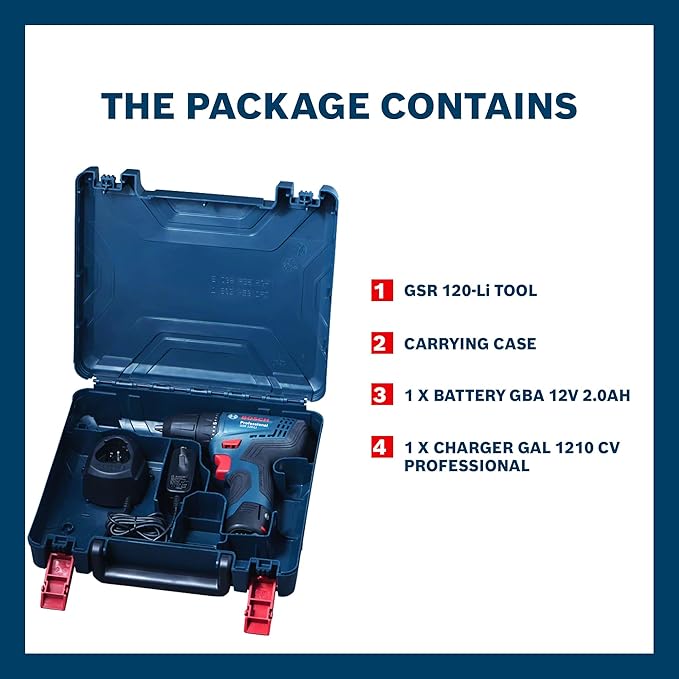 THE PACKAGE CONTAINS
1 GSR 120-Li TOOL
2 CARRYING CASE
3 1 X BATTERY GBA 12V 2.0AH
4 1 X CHARGER GAL 1210 CV
PROFESSIONAL
BOSCH
Professional